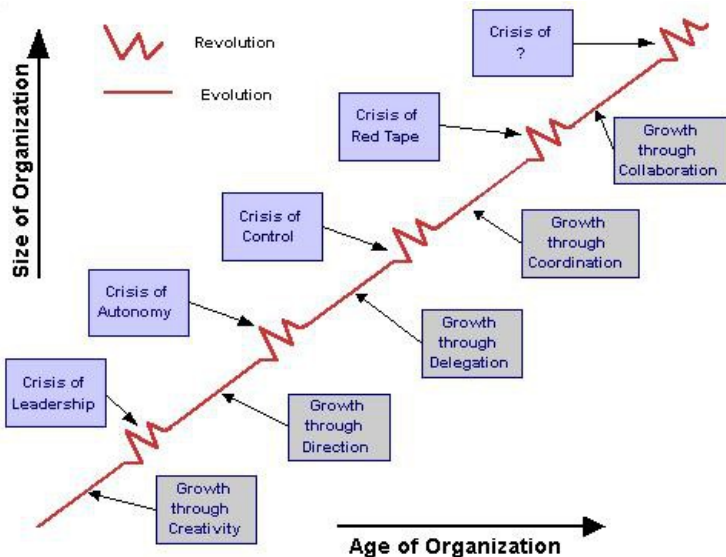 Revolution
Evolution
Size of Organization
Crisis of
?
Crisis of
Red Tape
Growth
through
Collaboration
Crisis of
Control
Growth
through
Coordination
Crisis of
Autonomy
Growth
through
Delegation
Crisis of
Leadership
Growth
through
Direction
Growth
through
Creativity
Age of Organization